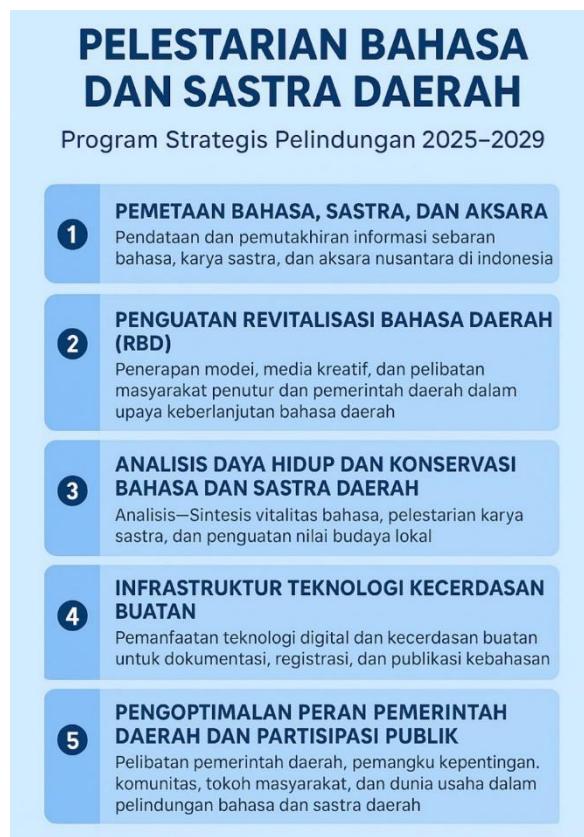 PELESTARIAN BAHASA
DAN SASTRA DAERAH
Program Strategis Pelindungan 2025–2029
1
PEMETAAN BAHASA, SASTRA, DAN AKSARA
Pendataan dan pemutakhiran informasi sebaran
bahasa, karya sastra, dan aksara nusantara di indonesia
2
PENGUATAN REVITALISASI BAHASA DAERAH
(RBD)
Penerapan modei, media kreatif, dan pelibatan
masyarakat penutur dan pemerintah daerah dalam
upaya keberlanjutan bahasa daerah
3
ANALISIS DAYA HIDUP DAN KONSERVASI
BAHASA DAN SASTRA DAERAH
Analisis—Sintesis vitalitas bahasa, pelestarian karya
sastra, dan penguatan nilai budaya lokal
4
INFRASTRUKTUR TEKNOLOGI KECERDASAN
BUATAN
Pemanfaatan teknologi digital dan kecerdasan buatan
untuk dokumentasi, registrasi, dan publikasi kebahasan
5
PENGOPTIMALAN PERAN PEMERINTAH
DAERAH DAN PARTISIPASI PUBLIK
Pelibatan pemerintah daerah, pemangku kepentingan.
komunitas, tokoh masyarakat, dan dunia usaha dalam
pelindungan bahasa dan sastra daerah